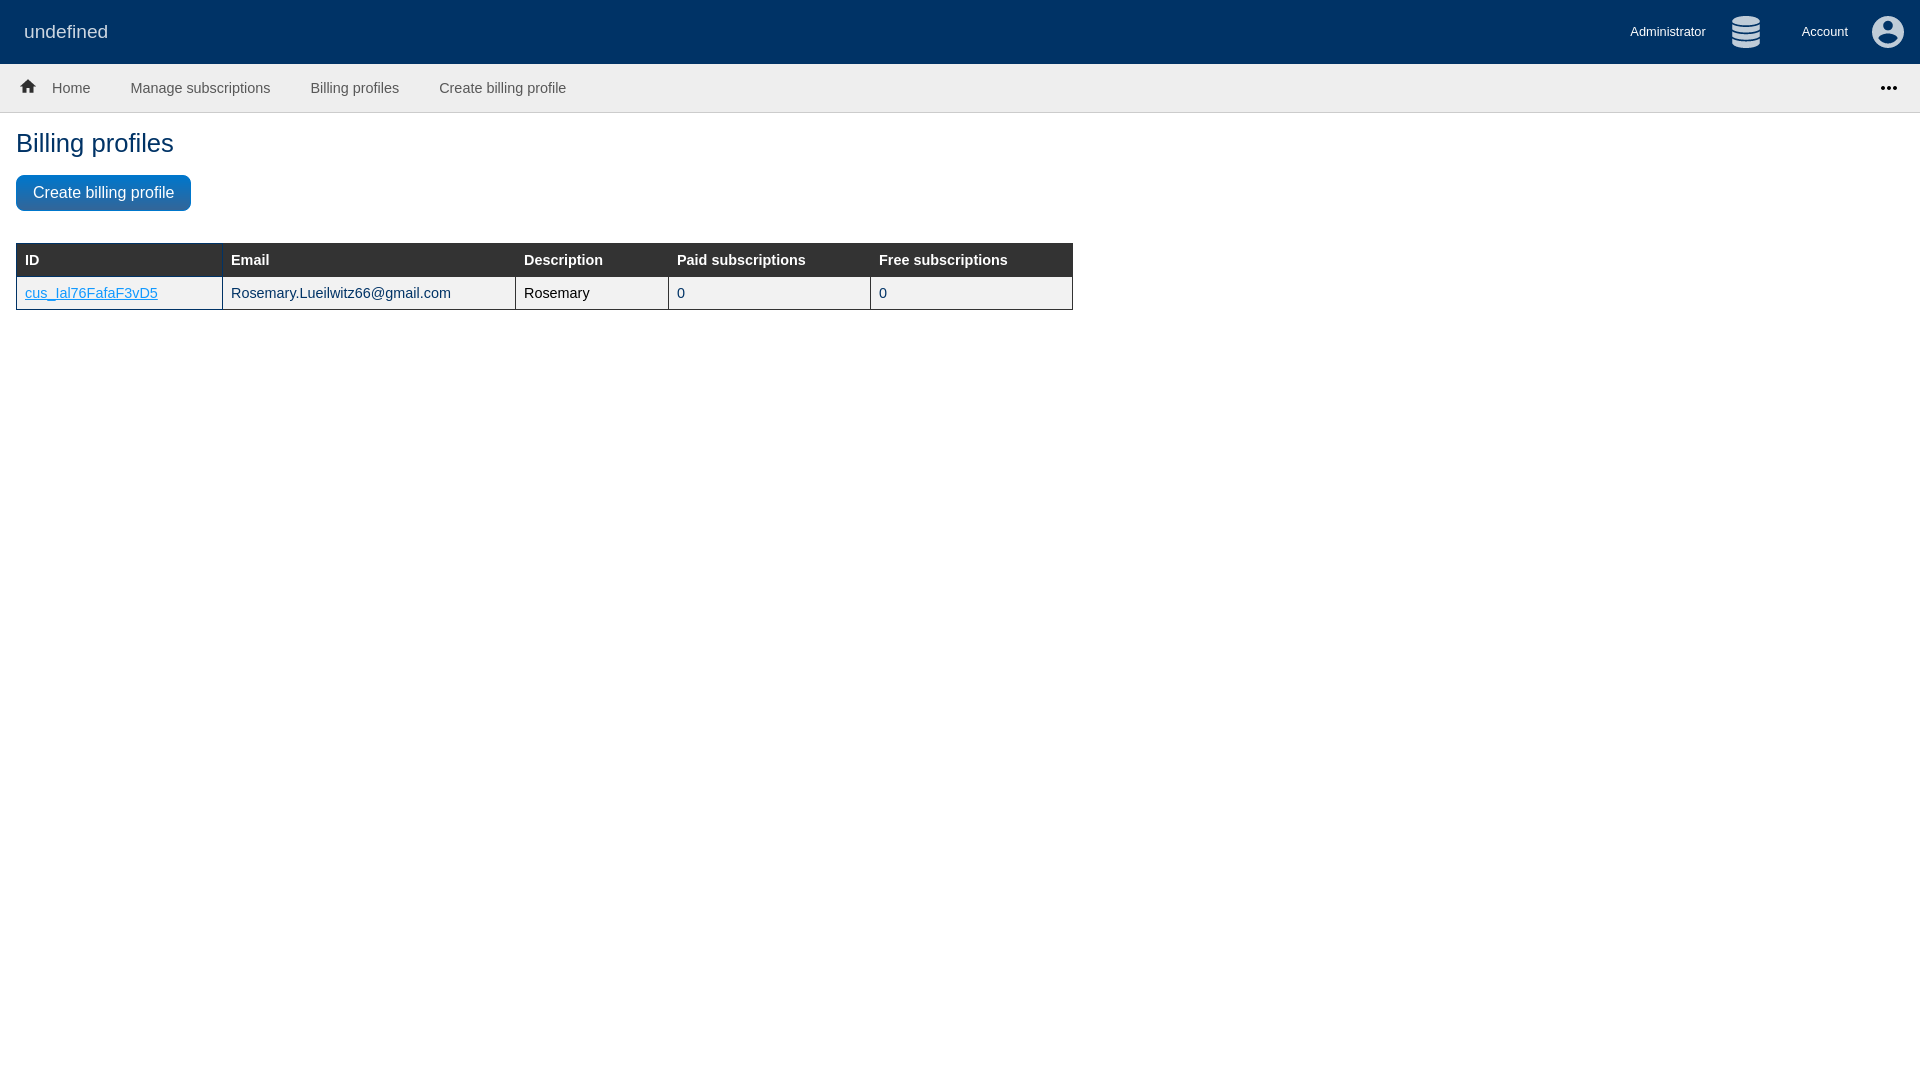 undefined
Administrator
Account
Home
Manage subscriptions
Billing profiles
Create billing profile
Billing profiles
Create billing profile
ID Email Description Paid subscriptions Free subscriptions
cus_Ial76FafaF3vD5 Rosemary.Lueilwitz66@gmail.com Rosemary 0 0